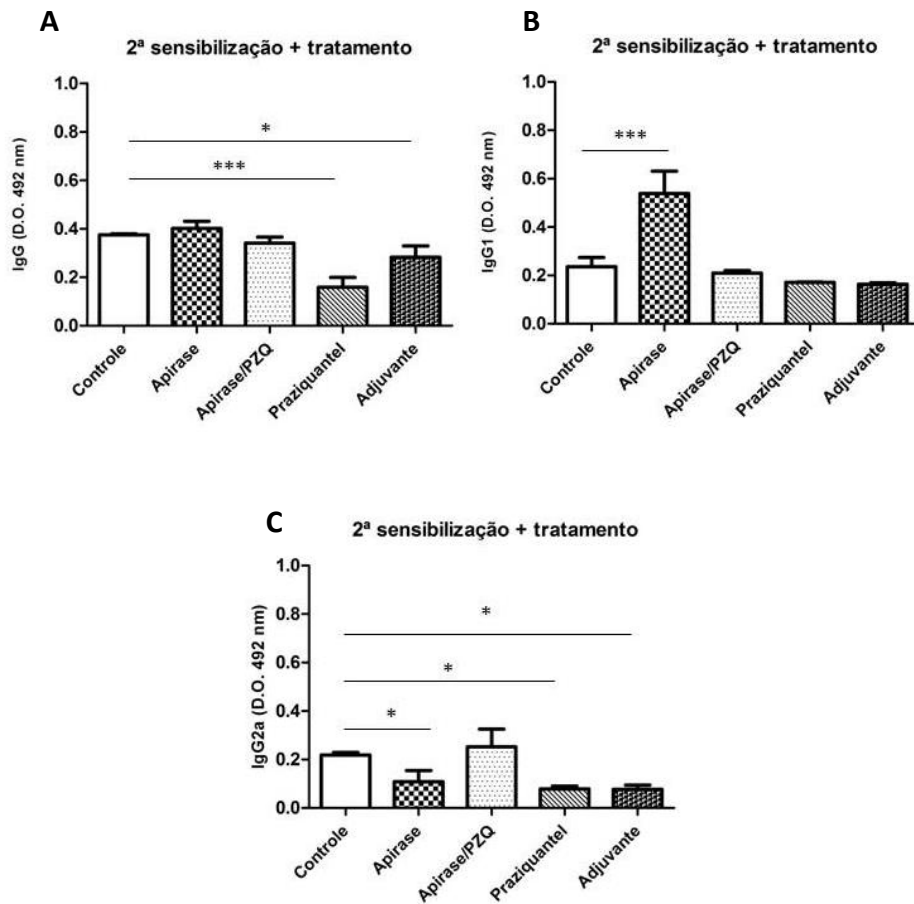 A
2ª sensibilização + tratamento
IgG (D.O. 492 nm)
1.0
0.8
0.6
0.4
0.2
0.0
*
***
Controle
Apirase
Apirase/PZQ
Praziquantel
Adjuvante
B
2ª sensibilização + tratamento
IgG1 (D.O. 492 nm)
1.0
0.8
0.6
0.4
0.2
0.0
***
Controle
Apirase
Apirase/PZQ
Praziquantel
Adjuvante
C
2ª sensibilização + tratamento
IgG2a (D.O. 492 nm)
1.0
0.8
0.6
0.4
0.2
0.0
*
*
*
Controle
Apirase
Apirase/PZQ
Praziquantel
Adjuvante